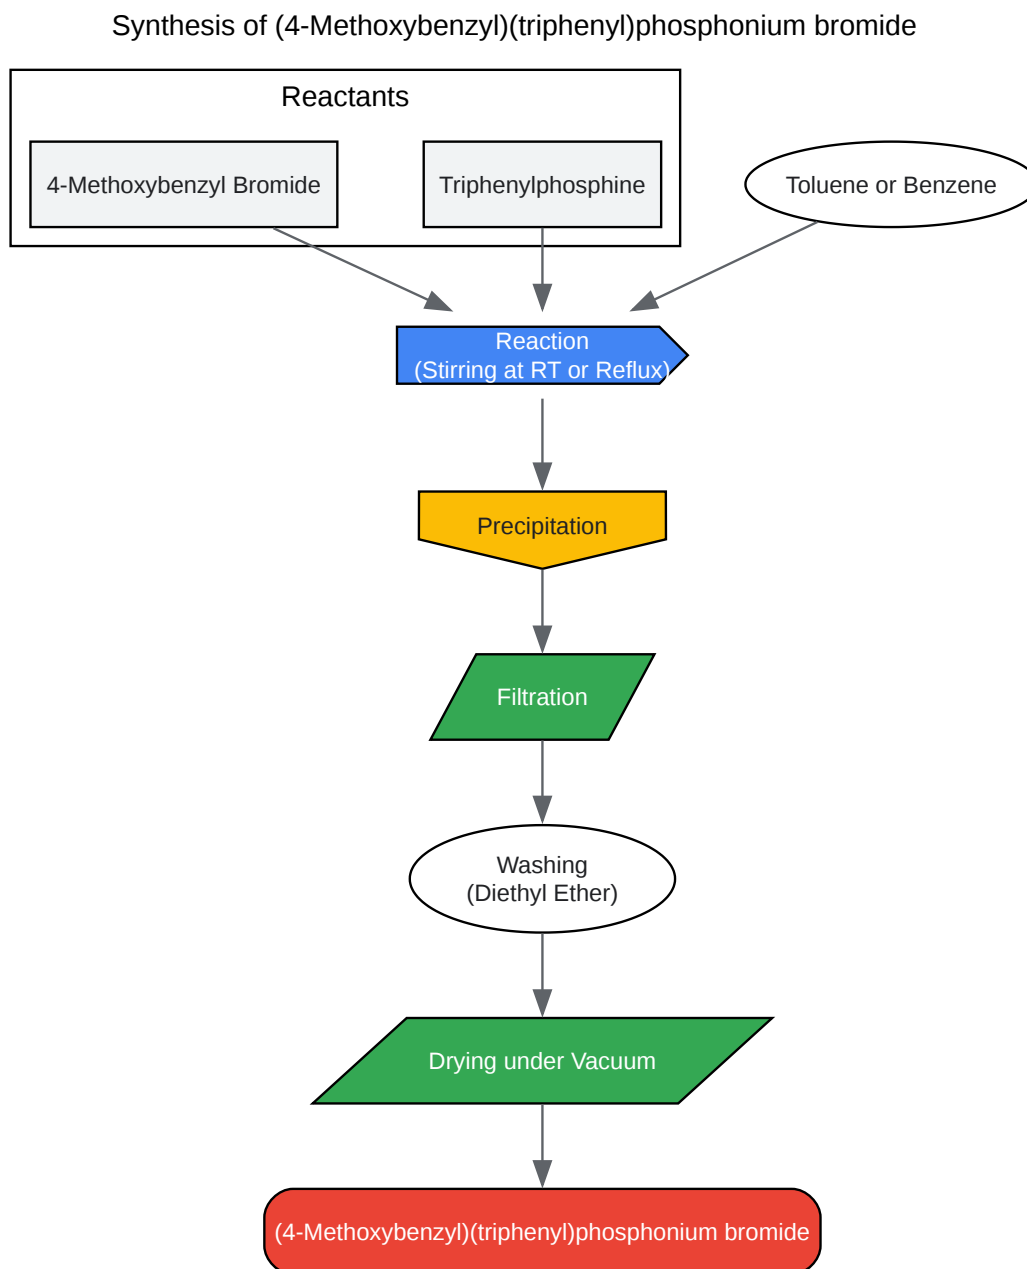 Synthesis of (4-Methoxybenzyl)(triphenyl)phosphonium bromide
Reactants
4-Methoxybenzyl Bromide
Triphenylphosphine
Toluene or Benzene
Reaction
(Stirring at RT or Reflux)
Precipitation
Filtration
Washing
(Diethyl Ether)
Drying under Vacuum
(4-Methoxybenzyl)(triphenyl)phosphonium bromide